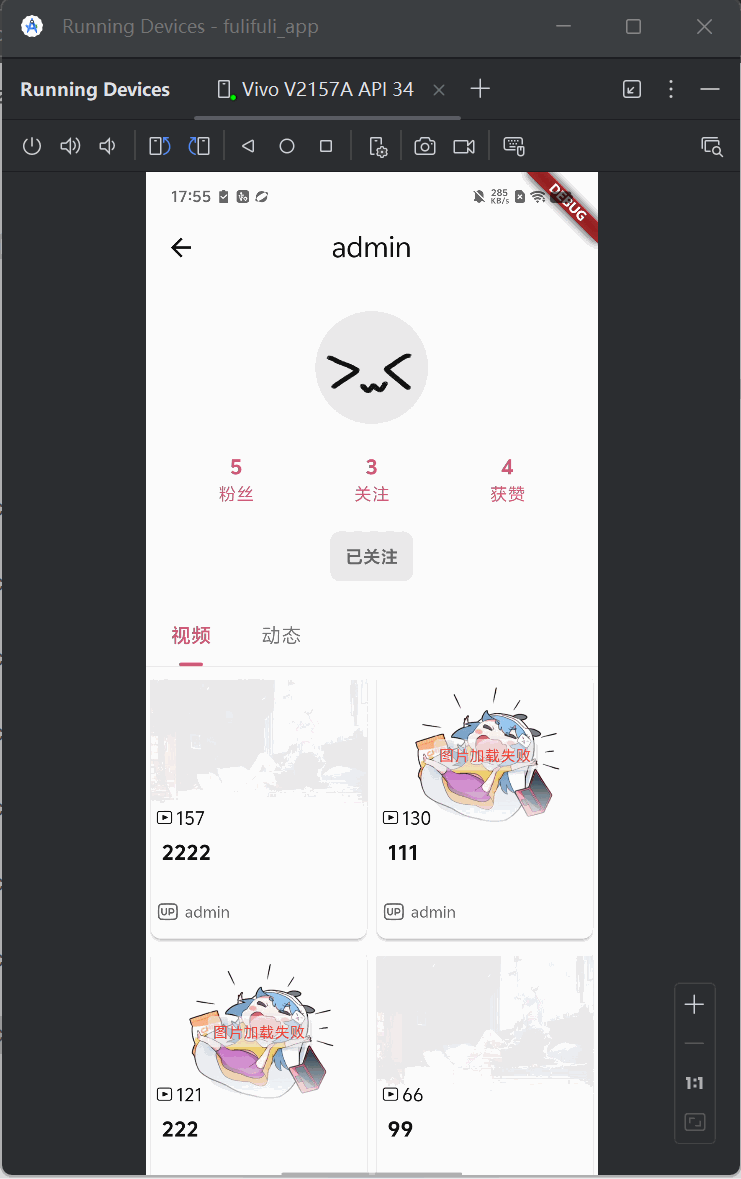 Running Devices - fulifuli_app
Running Devices
Vivo V2157A API 34
17:55
285
KB/s
DEBUG
admin
5
3
4
粉丝
关注
获赞
已关注
视频
动态
图片加载失败
157
130
2222
111
UP admin
UP admin
图片加载失败
121
66
222
99
1:1